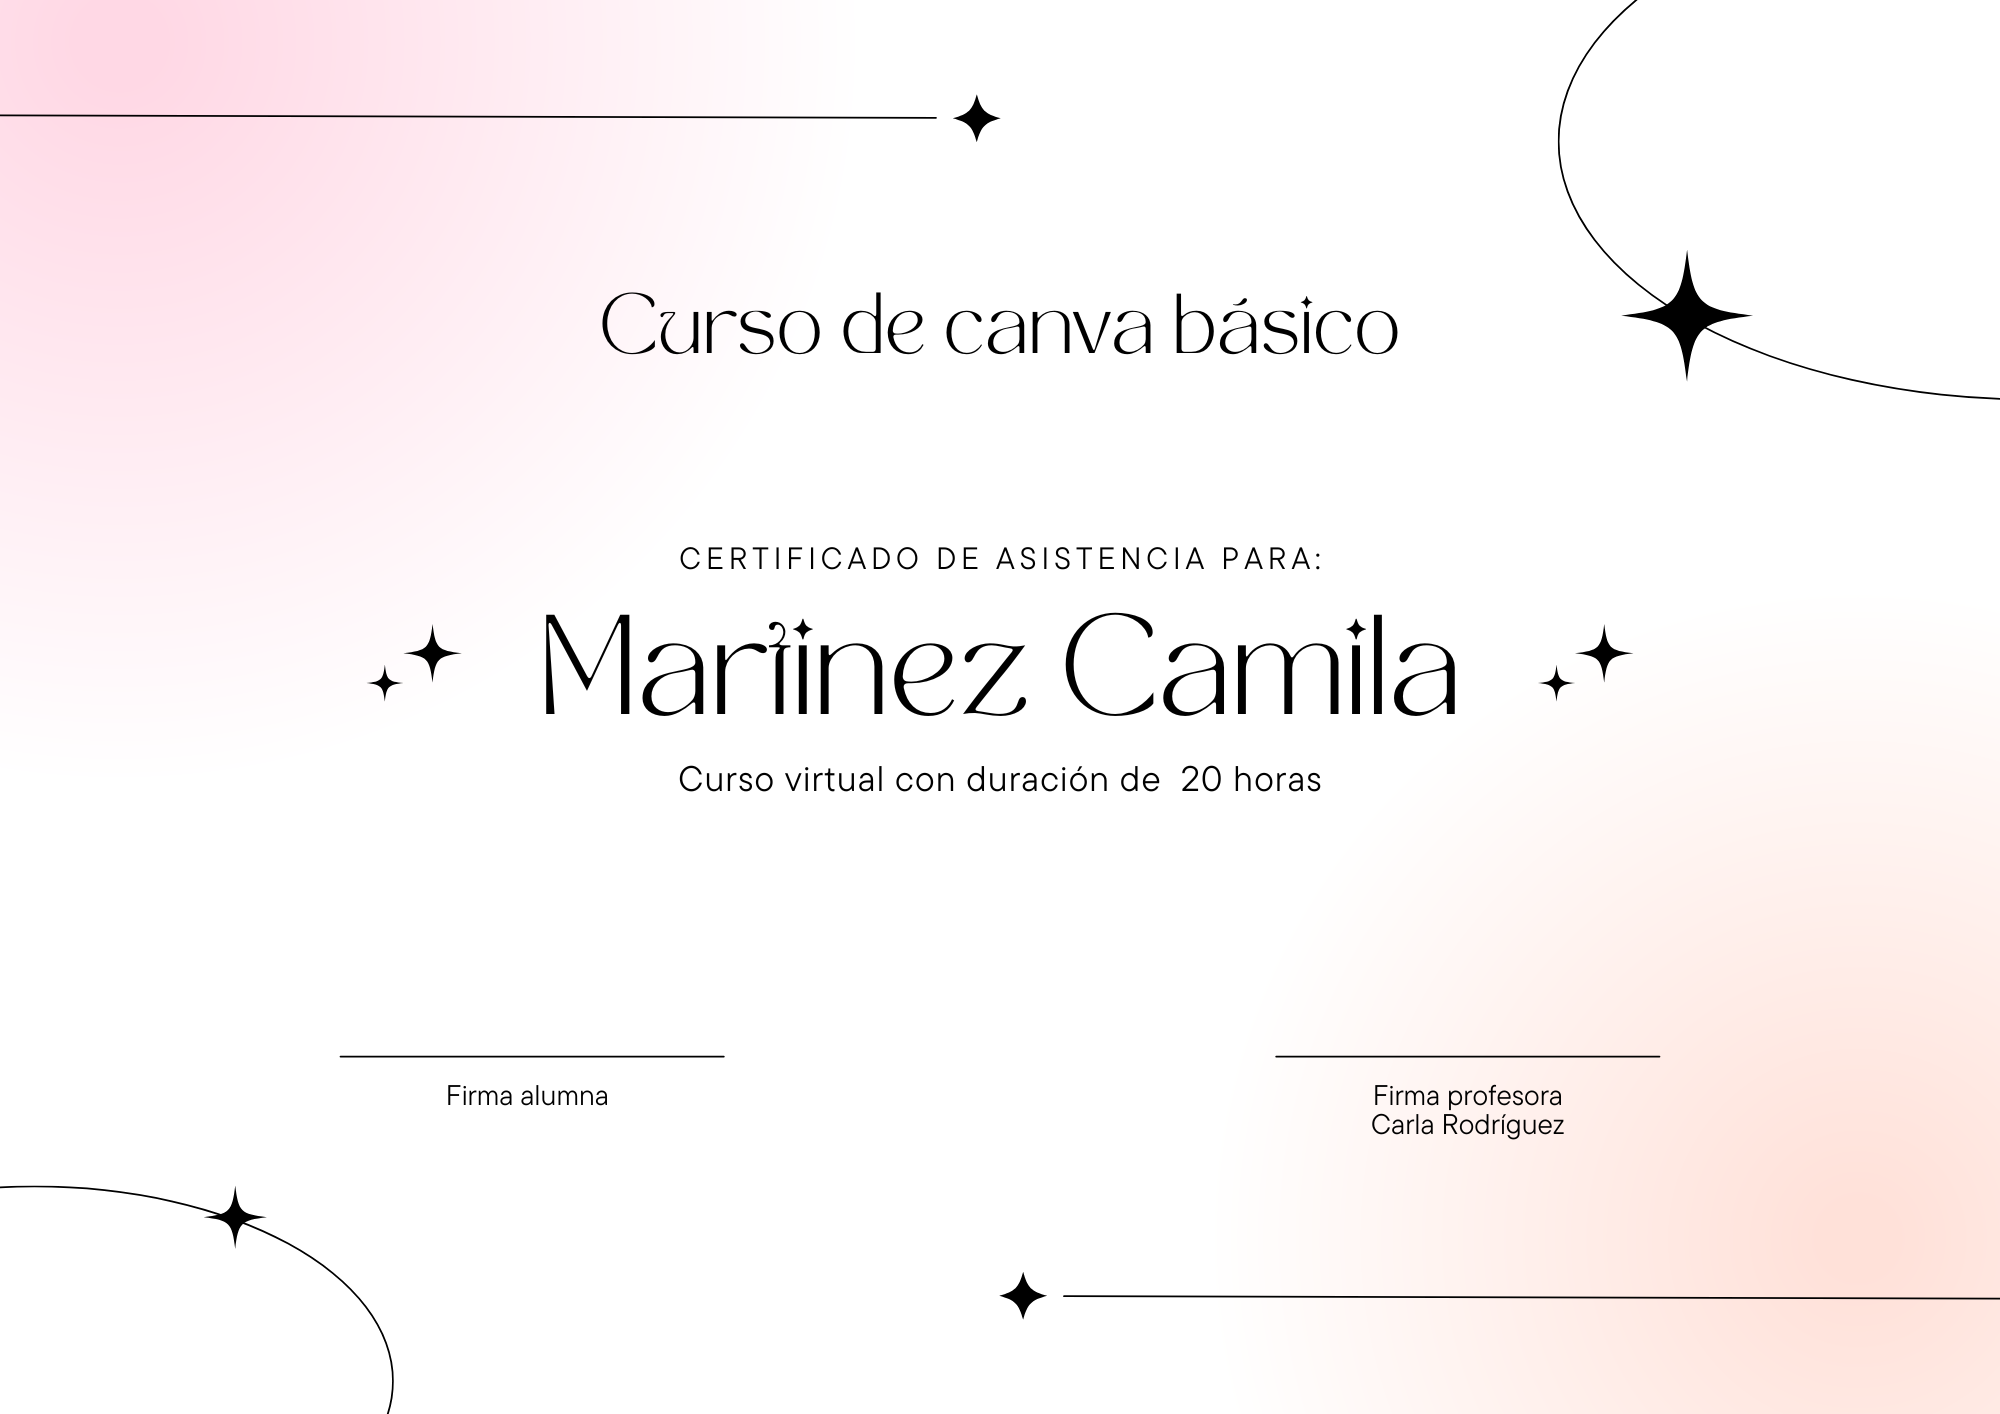 Curso de canva básico
CERTIFICADO DE ASISTENCIA PARA:
Martinez Camila
Curso virtual con duración de  20 horas
Firma alumna
Firma profesora
Carla Rodríguez